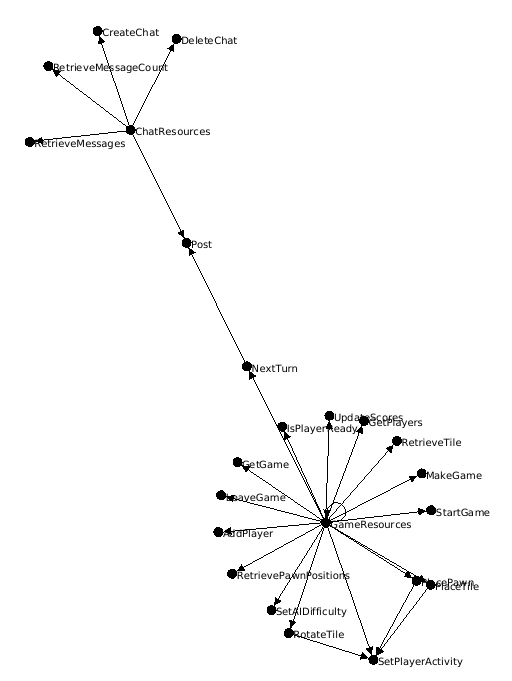 CreateChat
DeleteChat
RetrieveMessageCount
ChatResources
RetrieveMessages
Post
NextTurn
UpdateScores
GetPlayers
IsPlayerReady
RetrieveTile
GetGame
MakeGame
LeaveGame
StartGame
GameResources
AddPlayer
RetrievePawnPositions
PlacePawn
PlaceTile
SetAIDifficulty
RotateTile
SetPlayerActivity